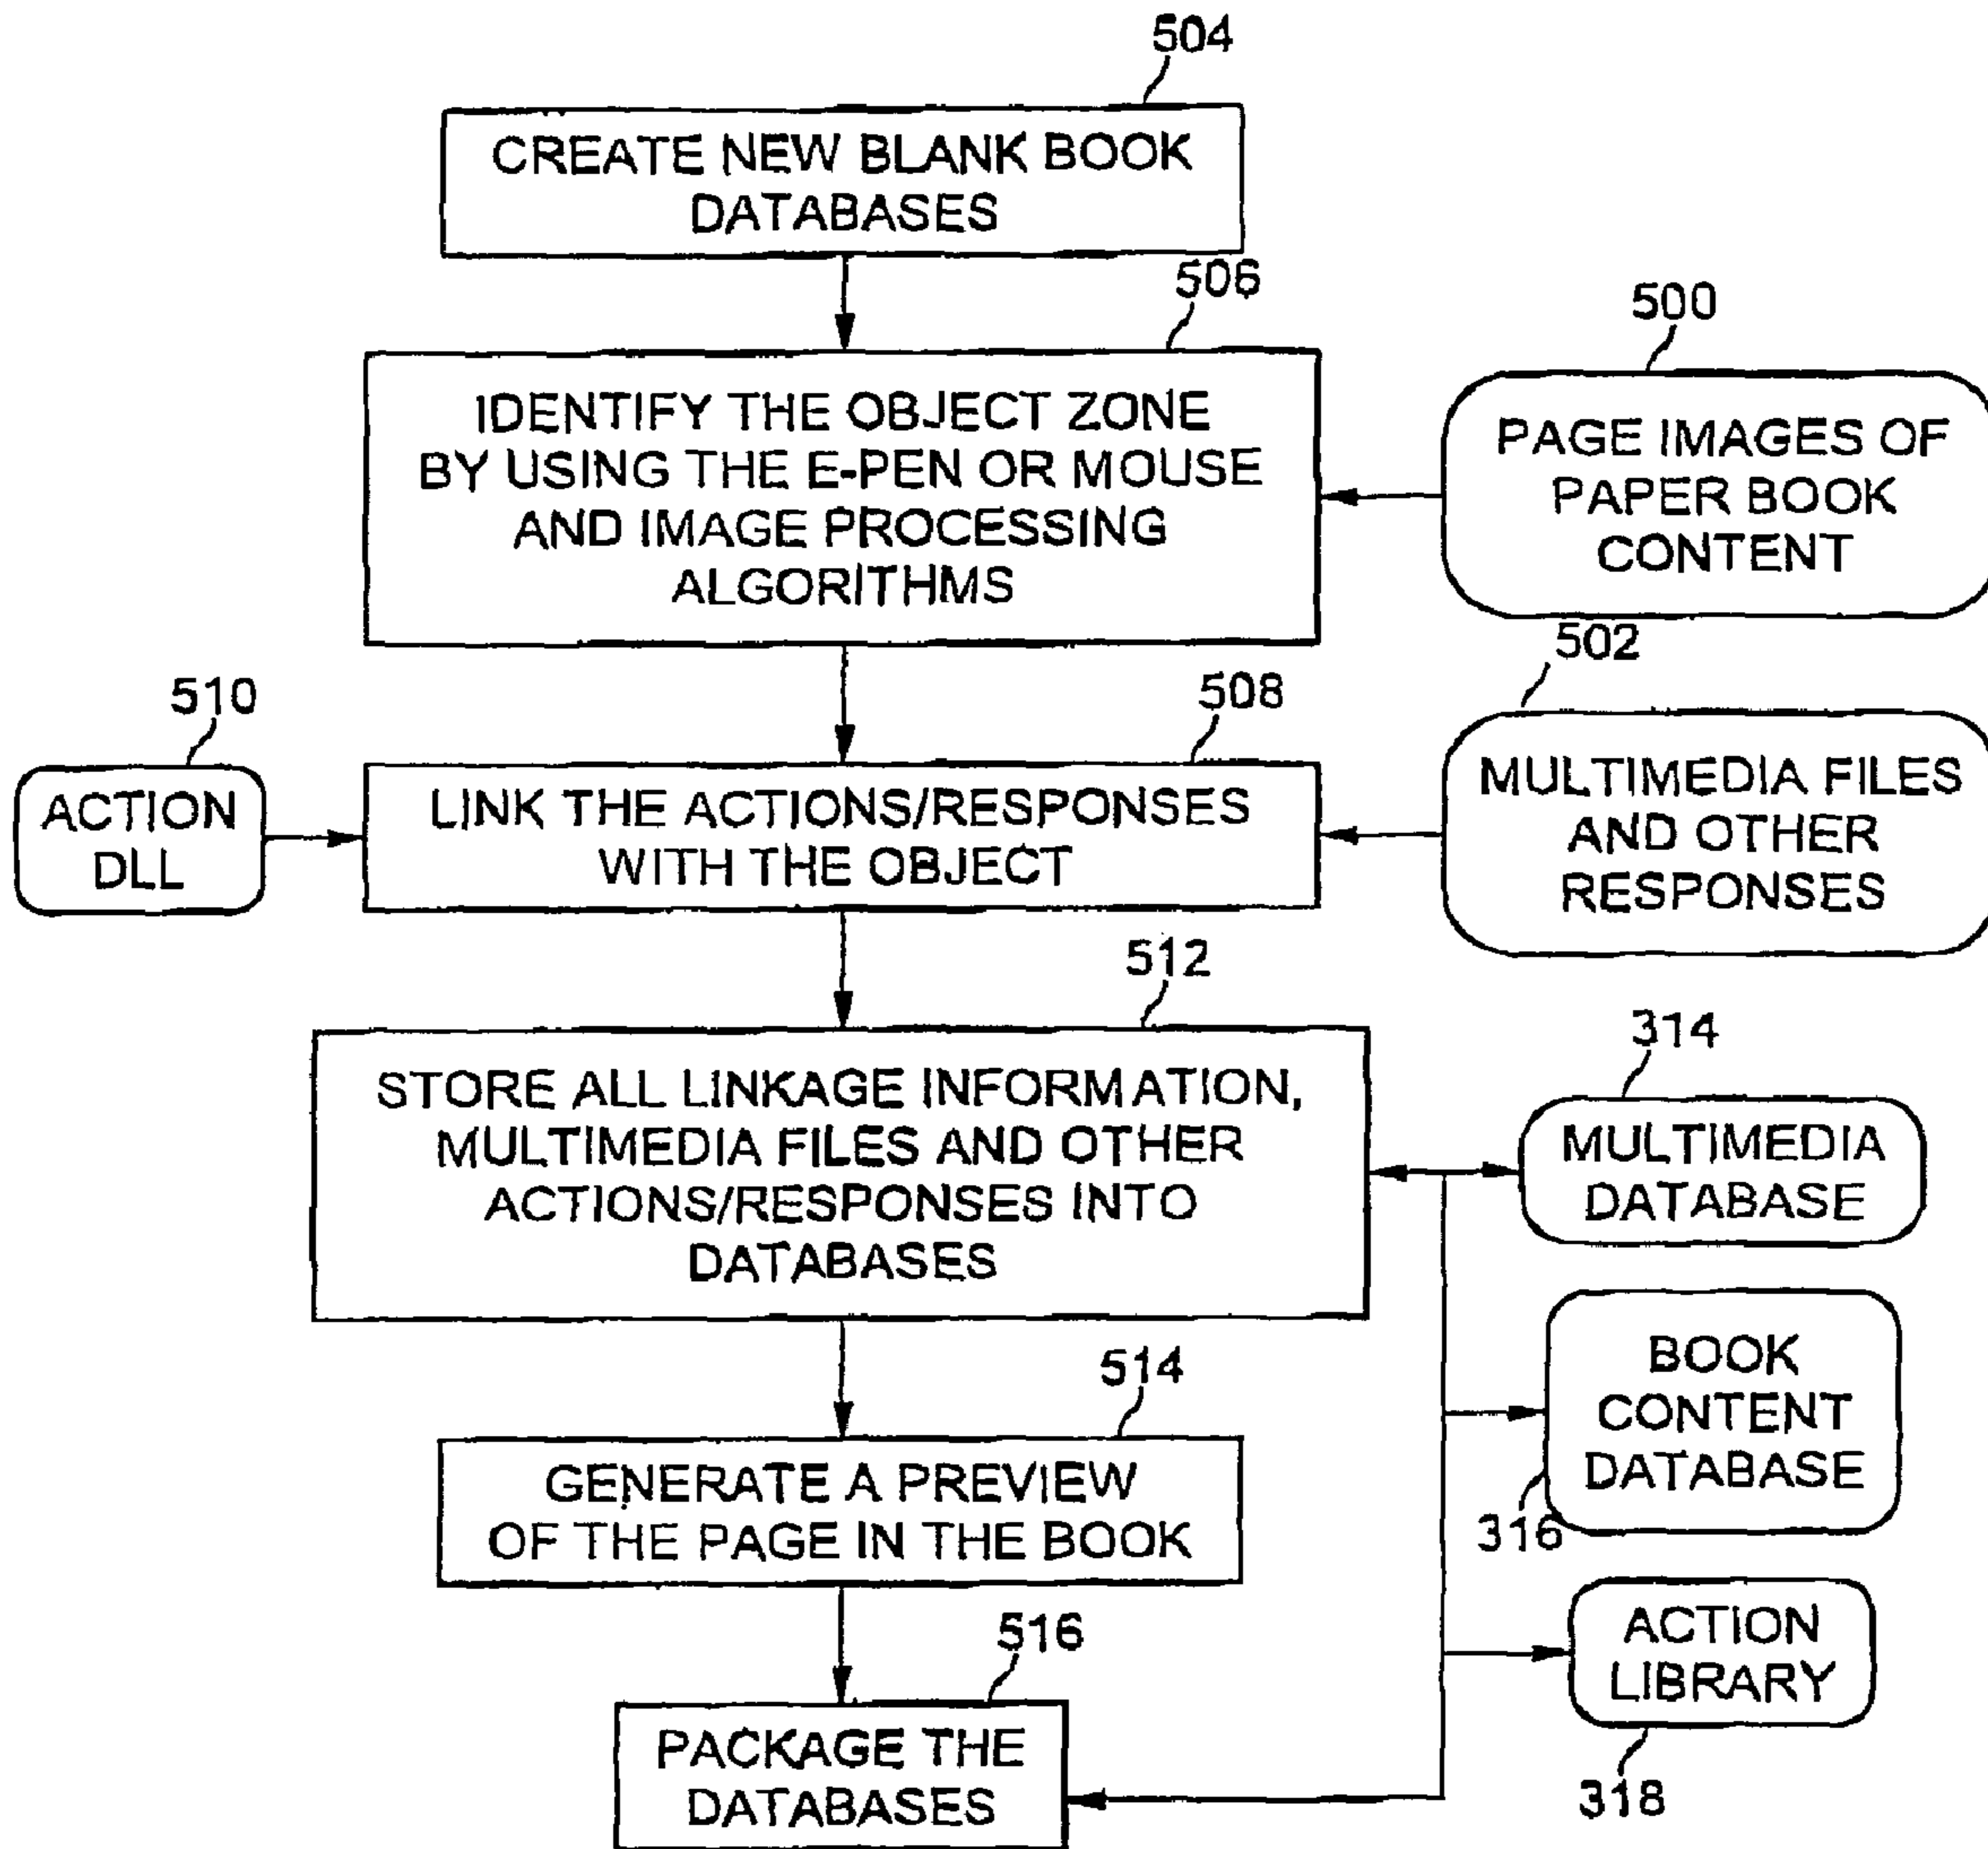 504
CREATE NEW BLANK BOOK
DATABASES
506
IDENTIFY THE OBJECT ZONE
BY USING THE E-PEN OR MOUSE
AND IMAGE PROCESSING
ALGORITHMS
500
PAGE IMAGES OF
PAPER BOOK
CONTENT
502
MULTIMEDIA FILES
AND OTHER
RESPONSES
510
ACTION
DLL
508
LINK THE ACTIONS/RESPONSES
WITH THE OBJECT
512
STORE ALL LINKAGE INFORMATION,
MULTIMEDIA FILES AND OTHER
ACTIONS/RESPONSES INTO
DATABASES
314
MULTIMEDIA
DATABASE
BOOK
CONTENT
DATABASE
316
514
GENERATE A PREVIEW
OF THE PAGE IN THE BOOK
ACTION
LIBRARY
318
516
PACKAGE THE
DATABASES